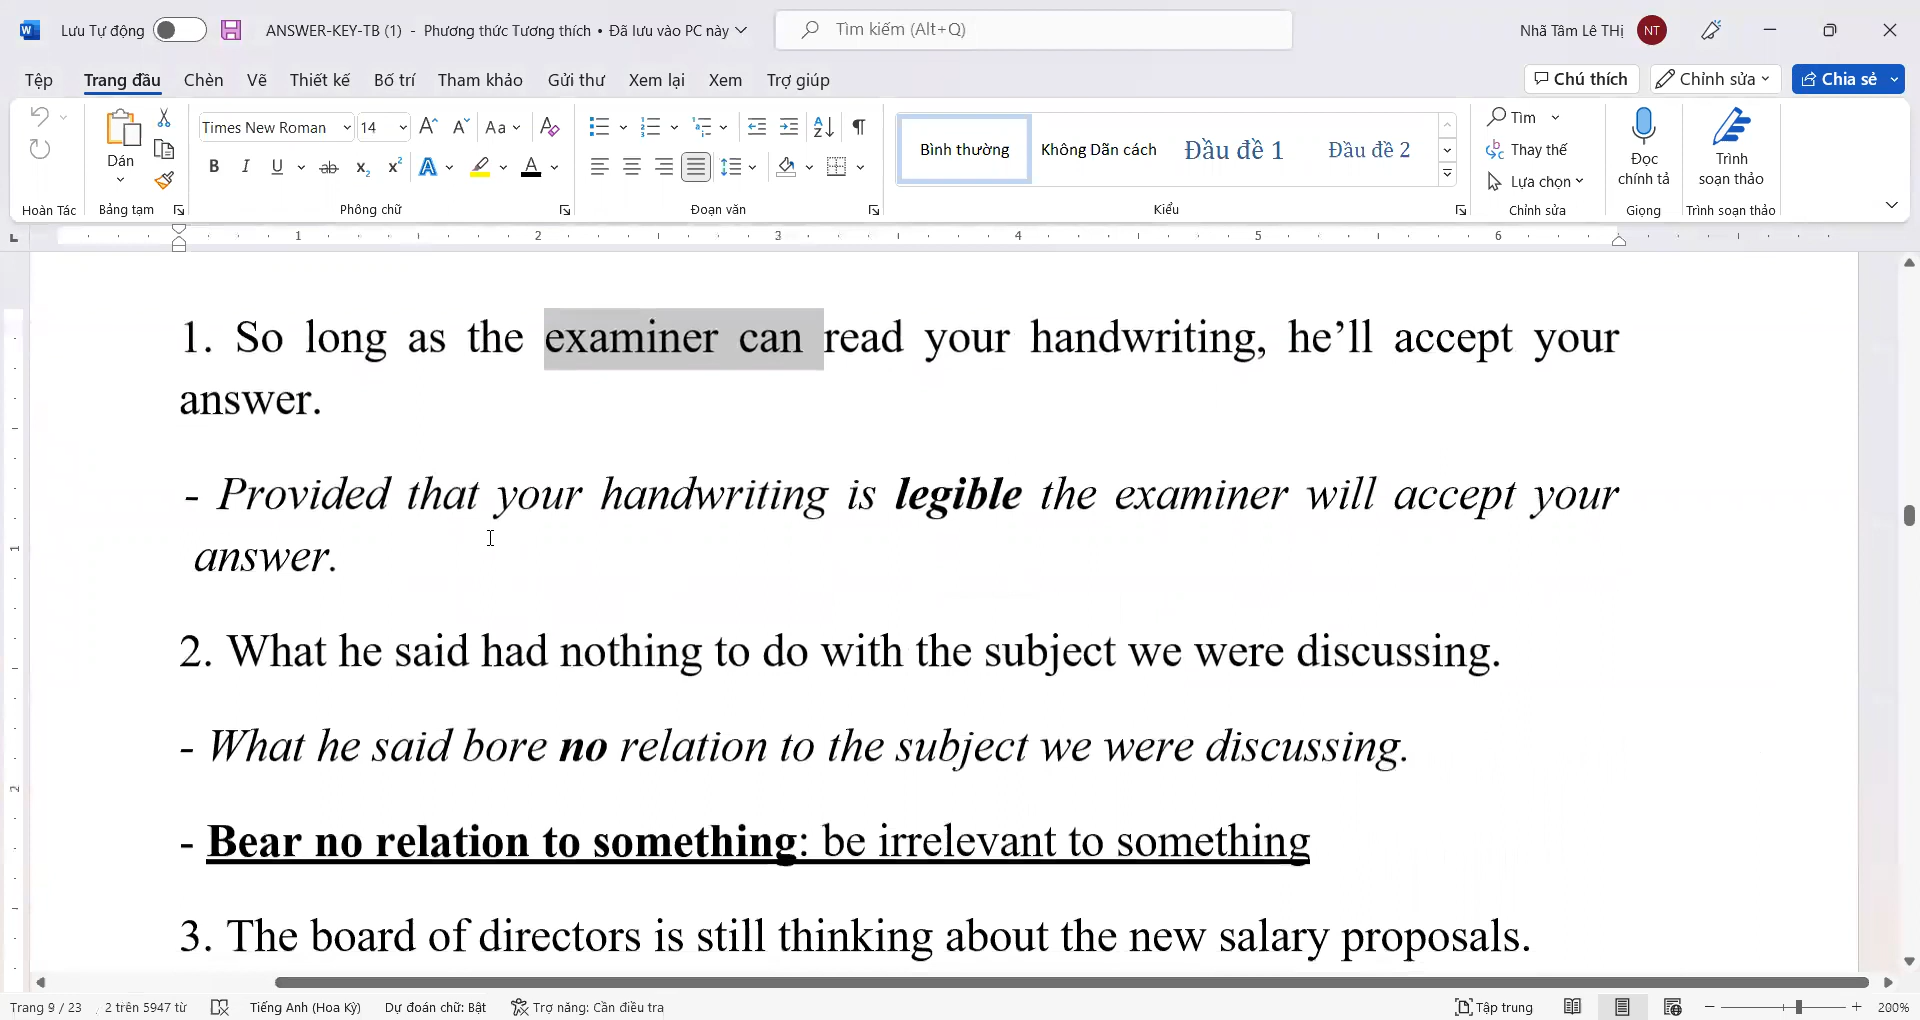 Lưu Tự động
ANSWER-KEY-TB (1) - Phương thức Tương thích • Đã lưu vào PC này
Tìm kiếm (Alt+Q)
Nhã Tâm Lê THị
NT
Tệp Trang đầu Chèn Vẽ Thiết kế Bố trí Tham khảo Gửi thư Xem lại Xem Trợ giúp
Chú thích
Chỉnh sửa
Chia sẻ
Dán
Times New Roman 14
Bình thường
Không Dãn cách
Đầu đề 1
Đầu đề 2
Tìm
Thay thế
Lựa chọn
Đọc chính tả
Trình soạn thảo
Hoàn Tác Bảng tạm Phông chữ Đoạn văn Kiểu Chỉnh sửa Giọng Trình soạn thảo
1 2 3 4 5 6
1. So long as the examiner can read your handwriting, he’ll accept your
answer.
- Provided that your handwriting is legible the examiner will accept your
answer.
2. What he said had nothing to do with the subject we were discussing.
- What he said bore no relation to the subject we were discussing.
- Bear no relation to something: be irrelevant to something
3. The board of directors is still thinking about the new salary proposals.
1
2
Trang 9 / 23 2 trên 5947 từ Tiếng Anh (Hoa Kỳ) Dự đoán chữ: Bật Trợ năng: Cần điều tra Tập trung 200%